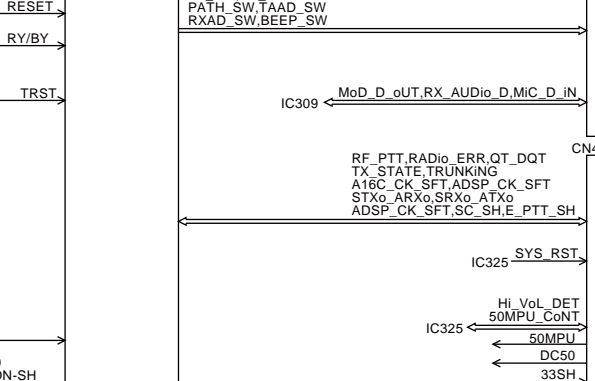 RESET
PATH_SW,TAAD_SW
RXAD_SW,BEEP_SW
RY/BY
TRST
MoD_D_oUT,RX_AUDio_D,MiC_D_iN
IC309
CN4
RF_PTT,RADio_ERR,QT_DQT
TX_STATE,TRUNKiNG
A16C_CK_SFT,ADSP_CK_SFT
STXo_ARXo,SRXo_ATXo
ADSP_CK_SFT,SC_SH,E_PTT_SH
SYS_RST
IC325
Hi_VoL_DET
50MPU_CoNT
IC325
50MPU
DC50
33SH
ON-SH